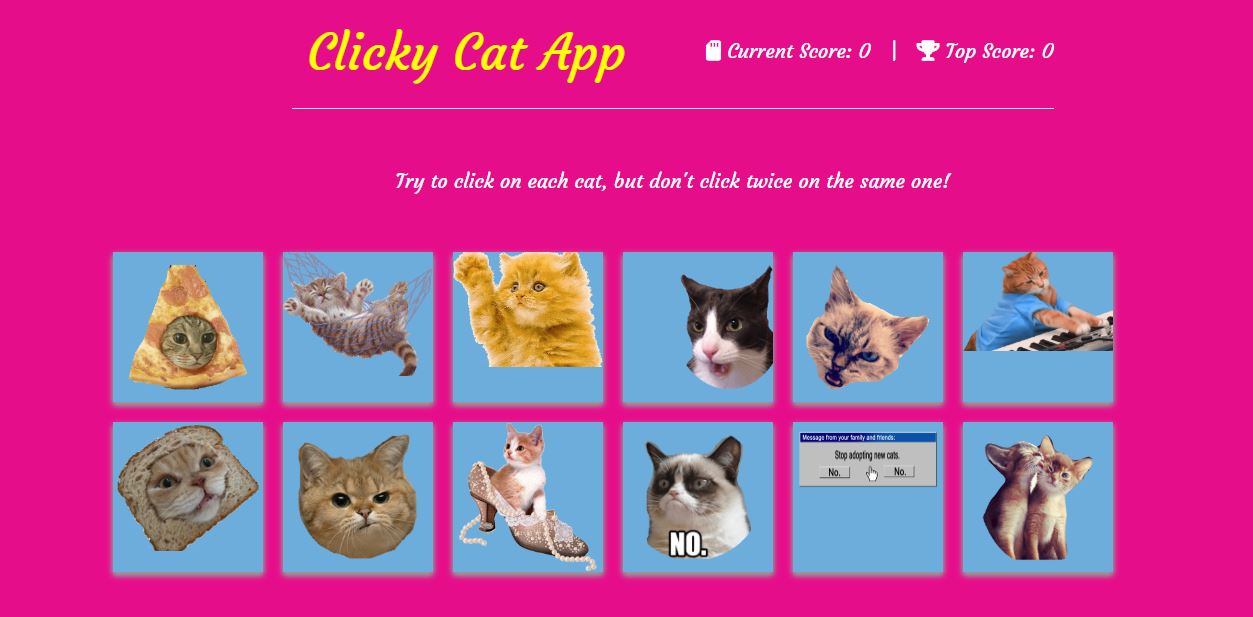 Clicky Cat App
Current Score: 0 | Top Score: 0
Try to click on each cat, but don't click twice on the same one!
NO.
Message from your family and friends:
Stop adopting new cats.
No. No.